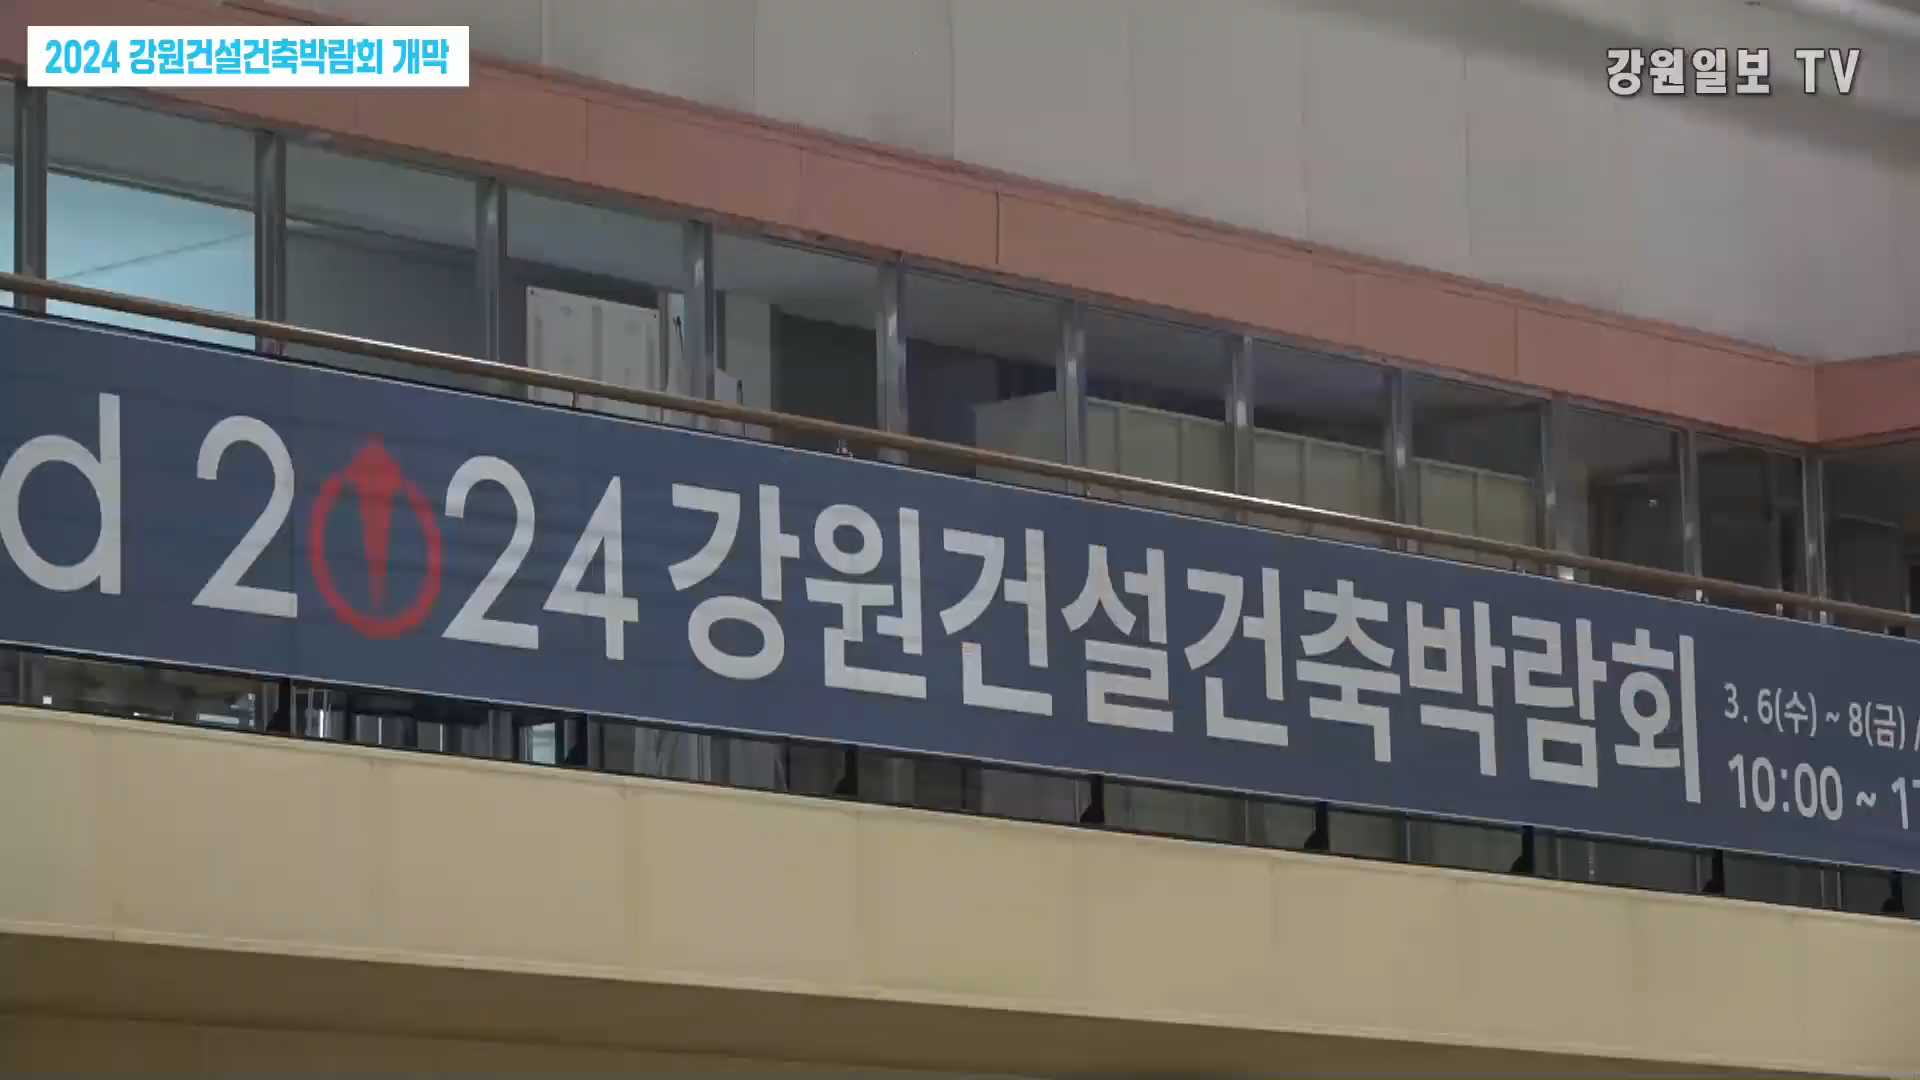 2024 강원건설건축박람회 개막
강원일보 TV
d 2024 강원건설건축박람회
3. 6(수) ~ 8(금) /
10:00 ~ 1